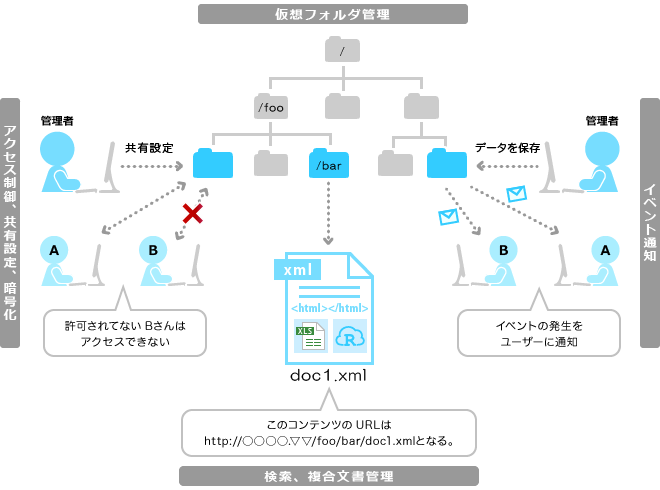 仮想フォルダ管理
/
/foo
管理者
共有設定
/bar
データを保存
管理者
アクセス制御、共有設定、暗号化
イベント通知
A
B
B
A
xml
<html></html>
XLS
R
doc1.xml
許可されてない Bさんは
アクセスできない
イベントの発生を
ユーザーに通知
このコンテンツの URLは
http://○○○○.▽▽/foo/bar/doc1.xmlとなる。
検索、複合文書管理